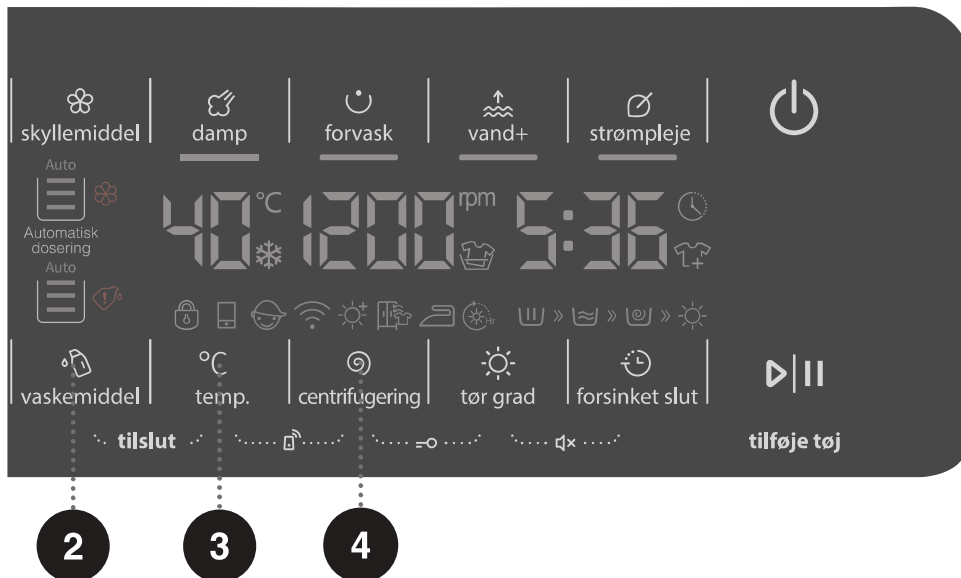 skyllemiddel damp forvask vand+ strømpleje
Auto
40 °C 1200 rpm 5:36
Automatisk
dosering
Auto
Hr
°C
vaskemiddel temp. centrifugering tør grad forsinket slut
tilslut tilføje tøj
2 3 4